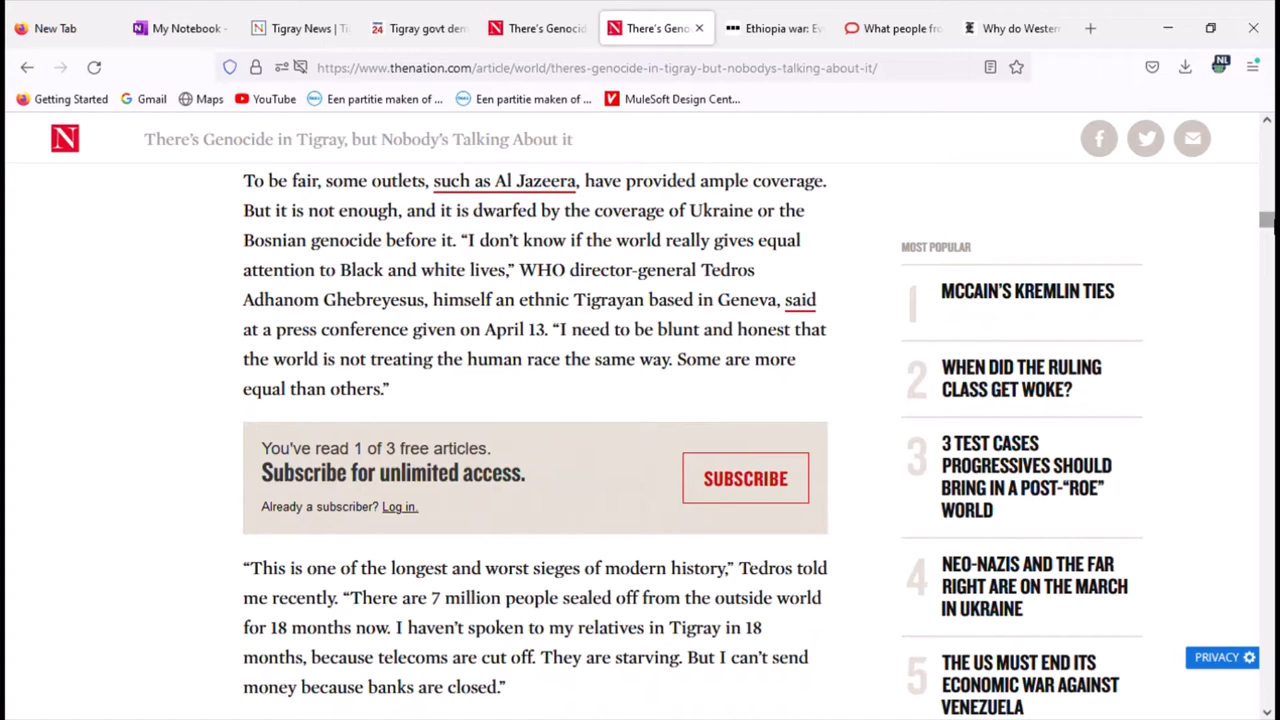 New Tab
My Notebook -
Tigray News | Ti
24 Tigray govt dem
N There's Genocid
N There's Geno
Ethiopia war: Ev
What people fro
Why do Western
https://www.thenation.com/article/world/theres-genocide-in-tigray-but-nobodys-talking-about-it/
NL
Getting Started
G Gmail
Maps
YouTube
Een partitie maken of ...
Een partitie maken of ...
MuleSoft Design Cent...
N
There's Genocide in Tigray, but Nobody's Talking About it
To be fair, some outlets, such as Al Jazeera, have provided ample coverage.
But it is not enough, and it is dwarfed by the coverage of Ukraine or the
Bosnian genocide before it. “I don't know if the world really gives equal
attention to Black and white lives,” WHO director-general Tedros
Adhanom Ghebreyesus, himself an ethnic Tigrayan based in Geneva, said
at a press conference given on April 13. “I need to be blunt and honest that
the world is not treating the human race the same way. Some are more
equal than others.”
You've read 1 of 3 free articles.
Subscribe for unlimited access.
Already a subscriber? Log in.
SUBSCRIBE
“This is one of the longest and worst sieges of modern history,” Tedros told
me recently. “There are 7 million people sealed off from the outside world
for 18 months now. I haven't spoken to my relatives in Tigray in 18
months, because telecoms are cut off. They are starving. But I can't send
money because banks are closed.”
MOST POPULAR
1 MCCAIN'S KREMLIN TIES
2 WHEN DID THE RULING
CLASS GET WOKE?
3 3 TEST CASES
PROGRESSIVES SHOULD
BRING IN A POST-“ROE”
WORLD
4 NEO-NAZIS AND THE FAR
RIGHT ARE ON THE MARCH
IN UKRAINE
5 THE US MUST END ITS
ECONOMIC WAR AGAINST
VENEZUELA
PRIVACY